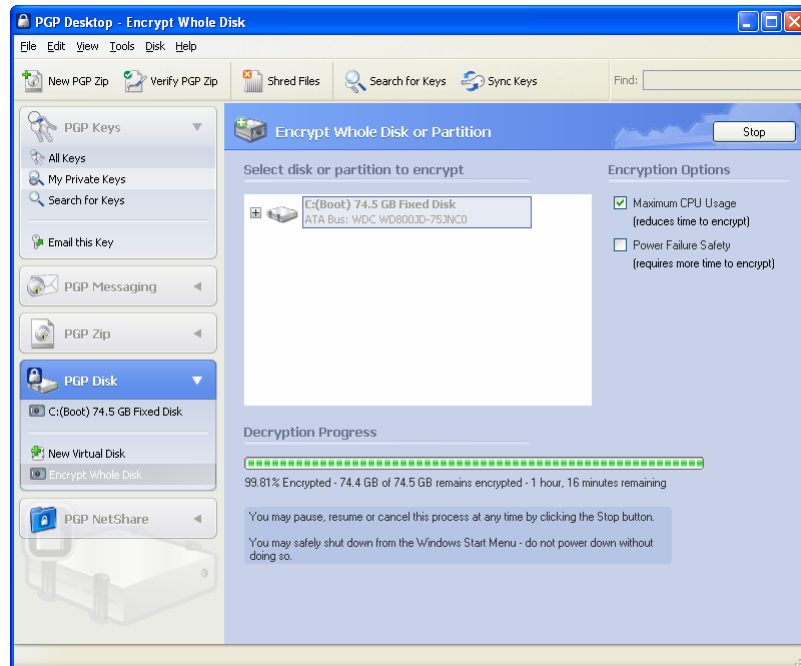 PGP Desktop - Encrypt Whole Disk
File Edit View Tools Disk Help
New PGP Zip Verify PGP Zip Shred Files Search for Keys Sync Keys Find:
PGP Keys
All Keys
My Private Keys
Search for Keys
Email this Key
PGP Messaging
PGP Zip
PGP Disk
C:(Boot) 74.5 GB Fixed Disk
New Virtual Disk
Encrypt Whole Disk
PGP NetShare
Encrypt Whole Disk or Partition
Stop
Select disk or partition to encrypt
C:(Boot) 74.5 GB Fixed Disk
ATA Bus: WDC WD800JD-75JNC0
Encryption Options
Maximum CPU Usage
(reduces time to encrypt)
Power Failure Safety
(requires more time to encrypt)
Decryption Progress
99.81% Encrypted - 74.4 GB of 74.5 GB remains encrypted - 1 hour, 16 minutes remaining
You may pause, resume or cancel this process at any time by clicking the Stop button.
You may safely shut down from the Windows Start Menu - do not power down without
doing so.